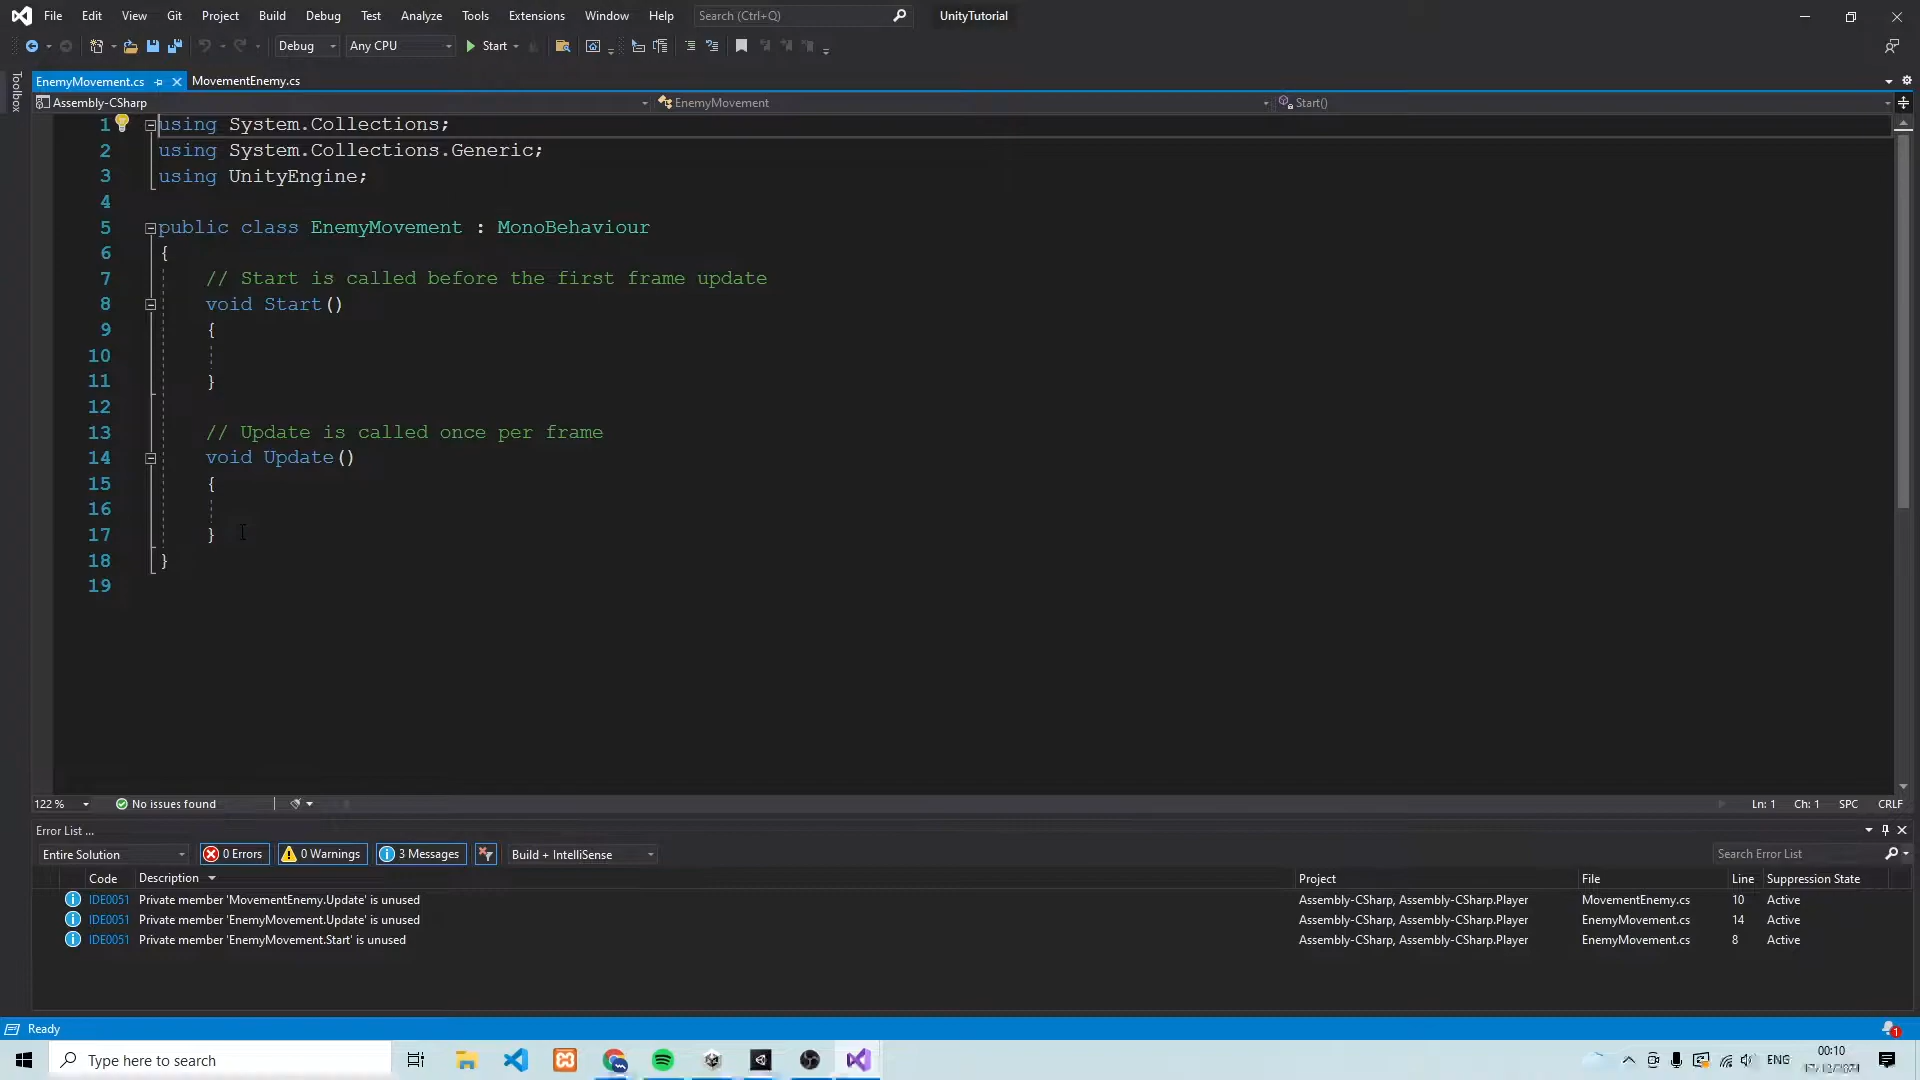 File Edit View Git Project Build Debug Test Analyze Tools Extensions Window Help Search (Ctrl+Q) UnityTutorial
Debug Any CPU Start
Toolbox
EnemyMovement.cs MovementEnemy.cs
Assembly-CSharp EnemyMovement Start()
1 using System.Collections;
2 using System.Collections.Generic;
3 using UnityEngine;
4
5 public class EnemyMovement : MonoBehaviour
6 {
7 // Start is called before the first frame update
8 void Start()
9 {
10
11 }
12
13 // Update is called once per frame
14 void Update()
15 {
16
17 }
18 }
19
122 % No issues found Ln: 1 Ch: 1 SPC CRLF
Error List ...
Entire Solution 0 Errors 0 Warnings 3 Messages Build + IntelliSense Search Error List
Code Description Project File Line Suppression State
IDE0051 Private member 'MovementEnemy.Update' is unused Assembly-CSharp, Assembly-CSharp.Player MovementEnemy.cs 10 Active
IDE0051 Private member 'EnemyMovement.Update' is unused Assembly-CSharp, Assembly-CSharp.Player EnemyMovement.cs 14 Active
IDE0051 Private member 'EnemyMovement.Start' is unused Assembly-CSharp, Assembly-CSharp.Player EnemyMovement.cs 8 Active
Ready 1
Type here to search ENG 00:10